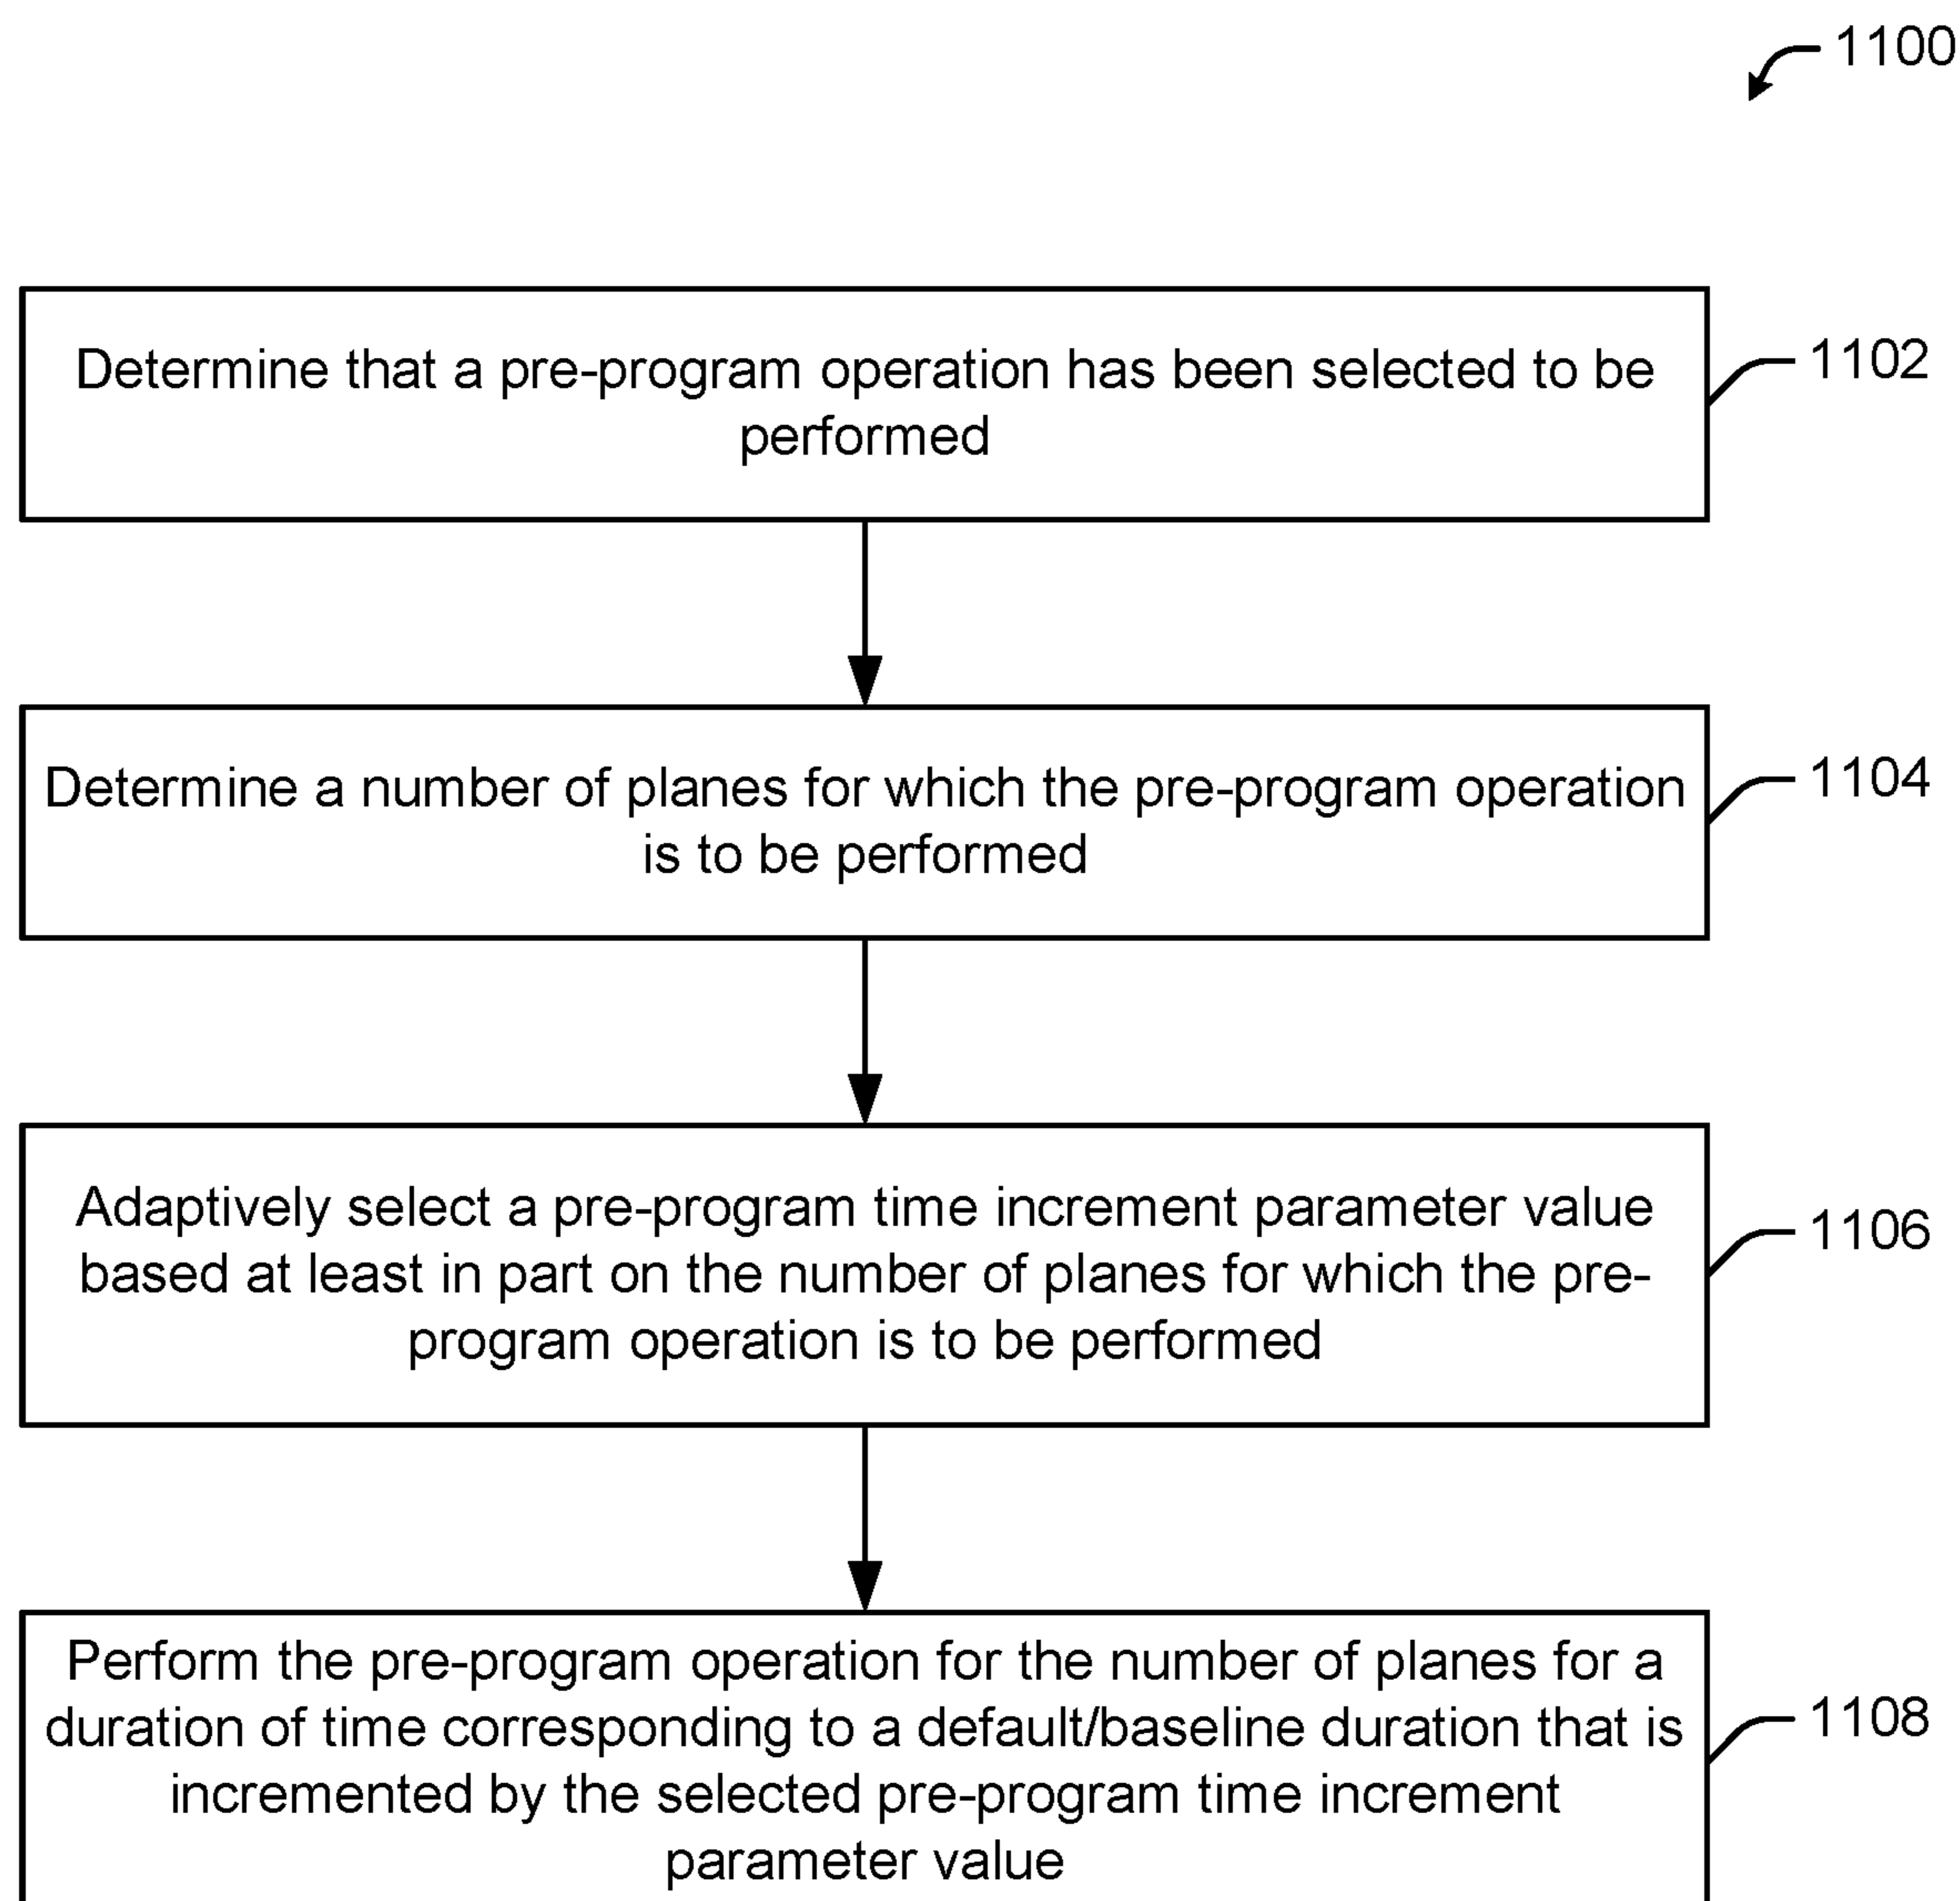 1100
Determine that a pre-program operation has been selected to be
performed
1102
Determine a number of planes for which the pre-program operation
is to be performed
1104
Adaptively select a pre-program time increment parameter value
based at least in part on the number of planes for which the pre-
program operation is to be performed
1106
Perform the pre-program operation for the number of planes for a
duration of time corresponding to a default/baseline duration that is
incremented by the selected pre-program time increment
parameter value
1108